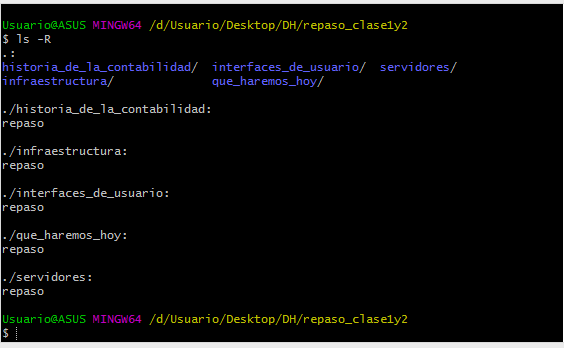 Usuario@ASUS MINGW64 /d/Usuario/Desktop/DH/repaso_clase1y2
$ ls -R
.:
historia_de_la_contabilidad/  interfaces_de_usuario/  servidores/
infraestructura/              que_haremos_hoy/
./historia_de_la_contabilidad:
repaso
./infraestructura:
repaso
./interfaces_de_usuario:
repaso
./que_haremos_hoy:
repaso
./servidores:
repaso
Usuario@ASUS MINGW64 /d/Usuario/Desktop/DH/repaso_clase1y2
$